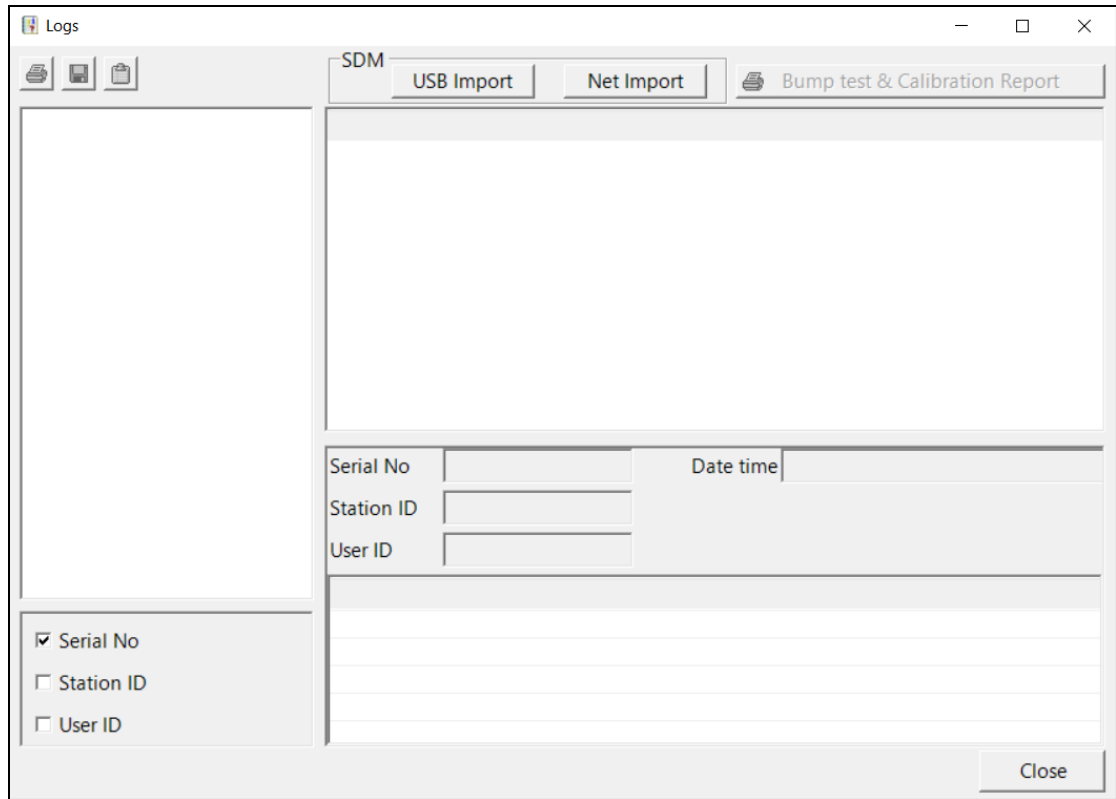 Logs
SDM
USB Import
Net Import
Bump test & Calibration Report
Serial No
Date time
Station ID
User ID
Serial No
Station ID
User ID
Close